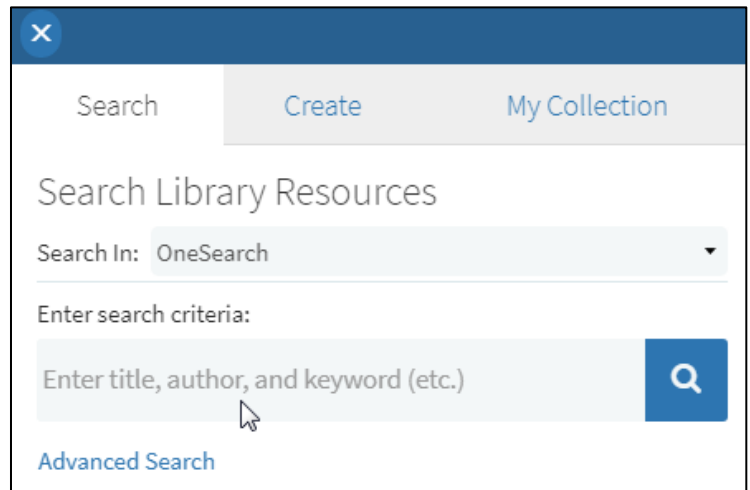 Search Create My Collection
Search Library Resources
Search In: OneSearch
Enter search criteria:
Enter title, author, and keyword (etc.)
Advanced Search